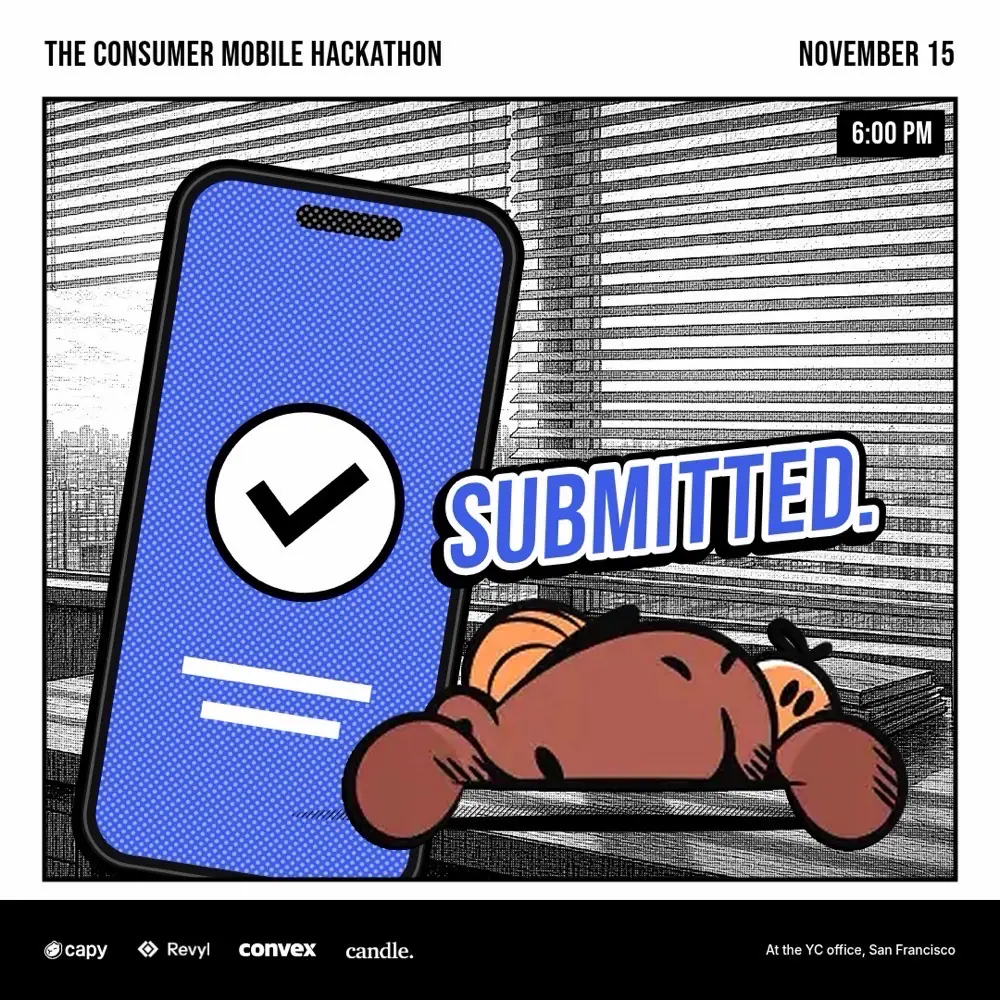 THE CONSUMER MOBILE HACKATHON
NOVEMBER 15
6:00 PM
SUBMITTED.
capy
Revyl
convex
candle.
At the YC office, San Francisco